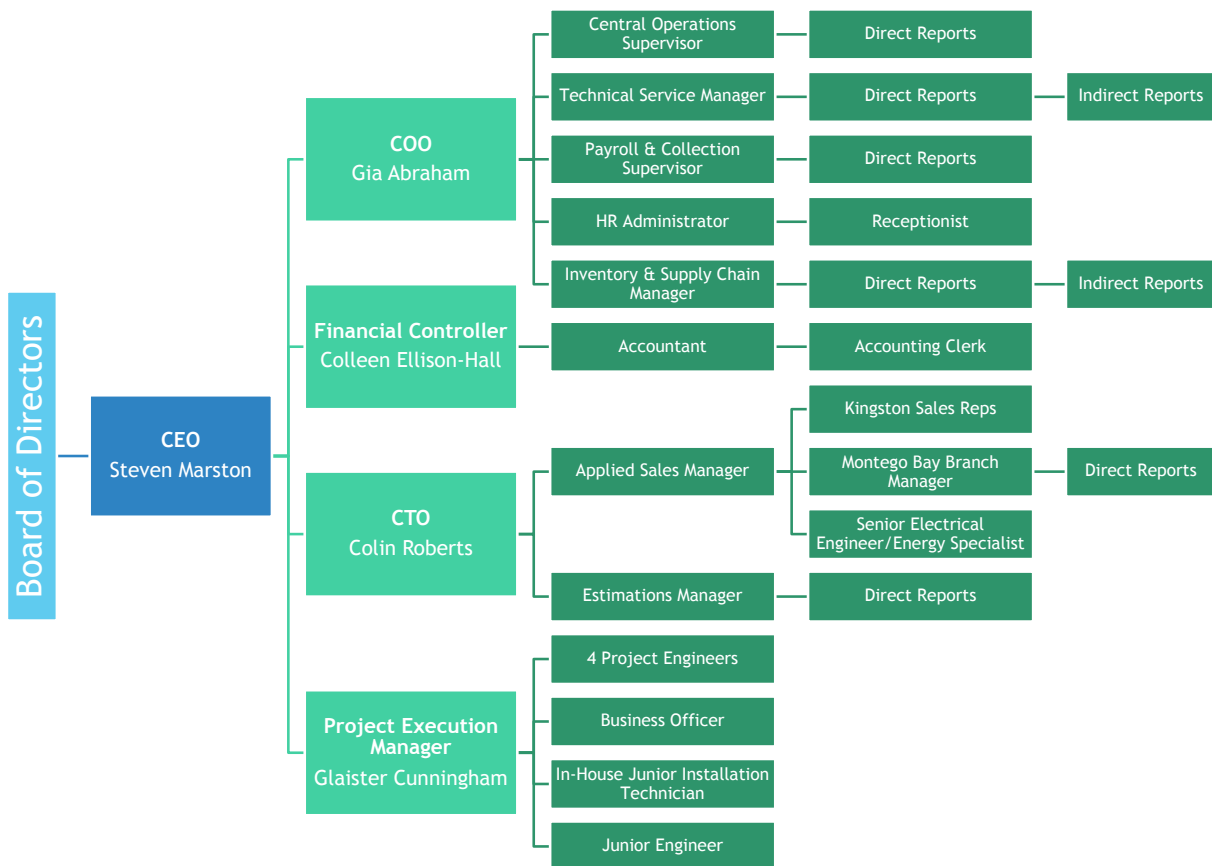 Board of Directors
CEO
Steven Marston
COO
Gia Abraham
Central Operations
Supervisor
Direct Reports
Technical Service Manager
Direct Reports
Indirect Reports
Payroll & Collection
Supervisor
Direct Reports
HR Administrator
Receptionist
Inventory & Supply Chain
Manager
Direct Reports
Indirect Reports
Financial Controller
Colleen Ellison-Hall
Accountant
Accounting Clerk
CTO
Colin Roberts
Applied Sales Manager
Kingston Sales Reps
Montego Bay Branch
Manager
Direct Reports
Senior Electrical
Engineer/Energy Specialist
Estimations Manager
Direct Reports
Project Execution
Manager
Glaister Cunningham
4 Project Engineers
Business Officer
In-House Junior Installation
Technician
Junior Engineer